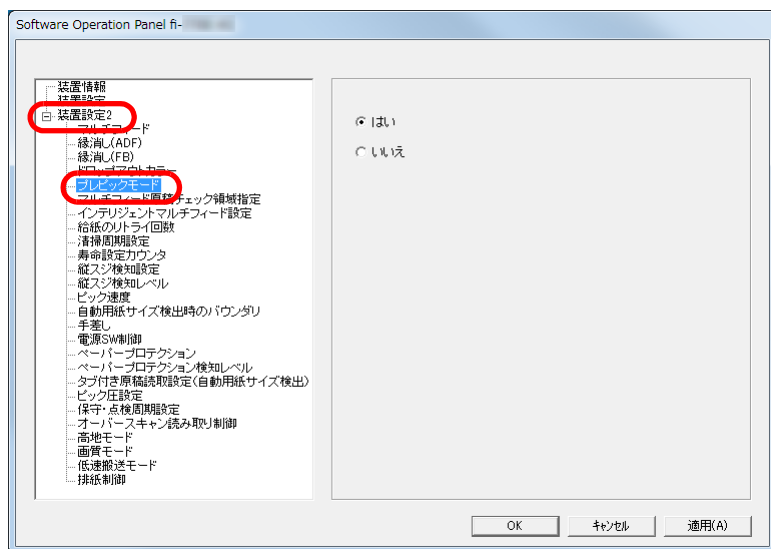 Software Operation Panel fi-
装置情報
装置設定
装置設定2
マルチフィード
縁消し(ADF)
縁消し(FB)
ドロップアウトカラー
プレピックモード
マルチフィード原稿チェック領域指定
インテリジェントマルチフィード設定
給紙のリトライ回数
清掃周期設定
寿命設定カウンタ
縦スジ検知設定
縦スジ検知レベル
ピック速度
自動用紙サイズ検出時のバウンダリ
手差し
電源SW制御
ペーパープロテクション
ペーパープロテクション検知レベル
タブ付き原稿読取設定(自動用紙サイズ検出)
ピック圧設定
保守・点検周期設定
オーバースキャン読み取り制御
高地モード
画質モード
低速搬送モード
排紙制御
はい
いいえ
OK キャンセル 適用(A)